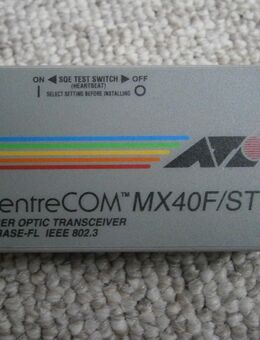 ON ◄ SQE TEST SWITCH ► OFF
(HEARTBEAT)
| SELECT SETTING BEFORE INSTALLING O
entreCOM™ MX40F/ST
ER OPTIC TRANSCEIVER
BASE-FL IEEE 802.3